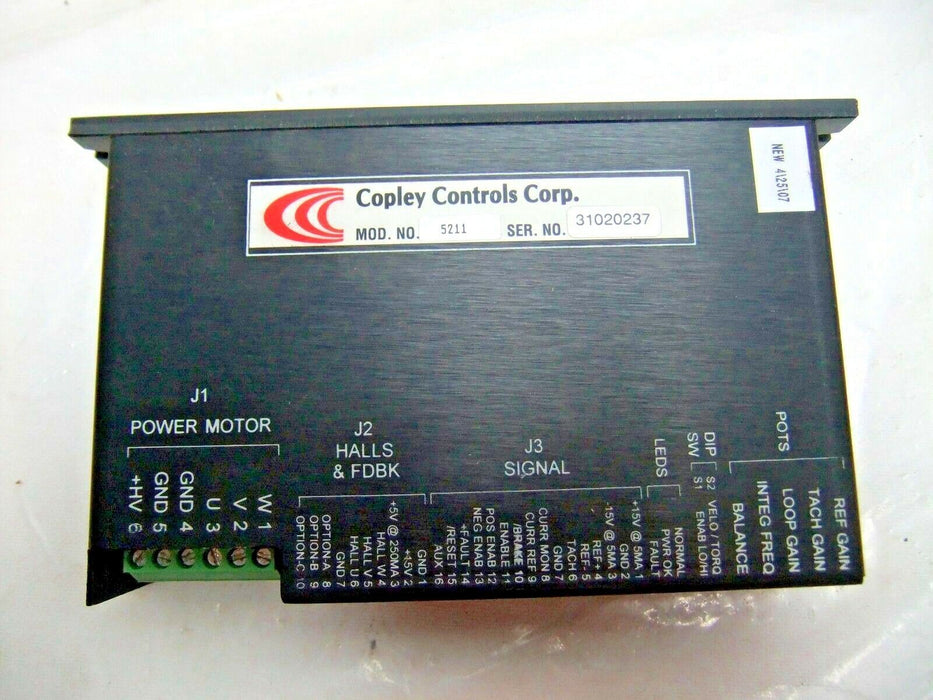 NEW 4\25\07
Copley Controls Corp.
MOD. NO. 5211 SER. NO. 31020237
J1
POWER MOTOR
+HV 6
GND 5
GND 4
U 3
V 2
W 1
J2
HALLS
& FDBK
OPTION-C 10
OPTION-B 9
OPTION-A 8
GND 7
HALL U 6
HALL V 5
HALL W 4
+5V @ 250MA 3
+5V 2
GND 1
J3
SIGNAL
AUX 16
/RESET 15
+FAULT 14
NEG ENAB 13
POS ENAB 12
ENABLE 11
/BRAKE 10
CURR REF 9
CURR MON 8
GND 7
TACH 6
REF- 5
REF+ 4
-15V @ 5MA 3
GND 2
+15V @ 5MA 1
LEDS
FAULT
PWR/OK
NORMAL
DIP
SW
S2 VELO / TORQ
S1 ENAB LO/HI
POTS
BALANCE
INTEG FREQ
LOOP GAIN
TACH GAIN
REF GAIN